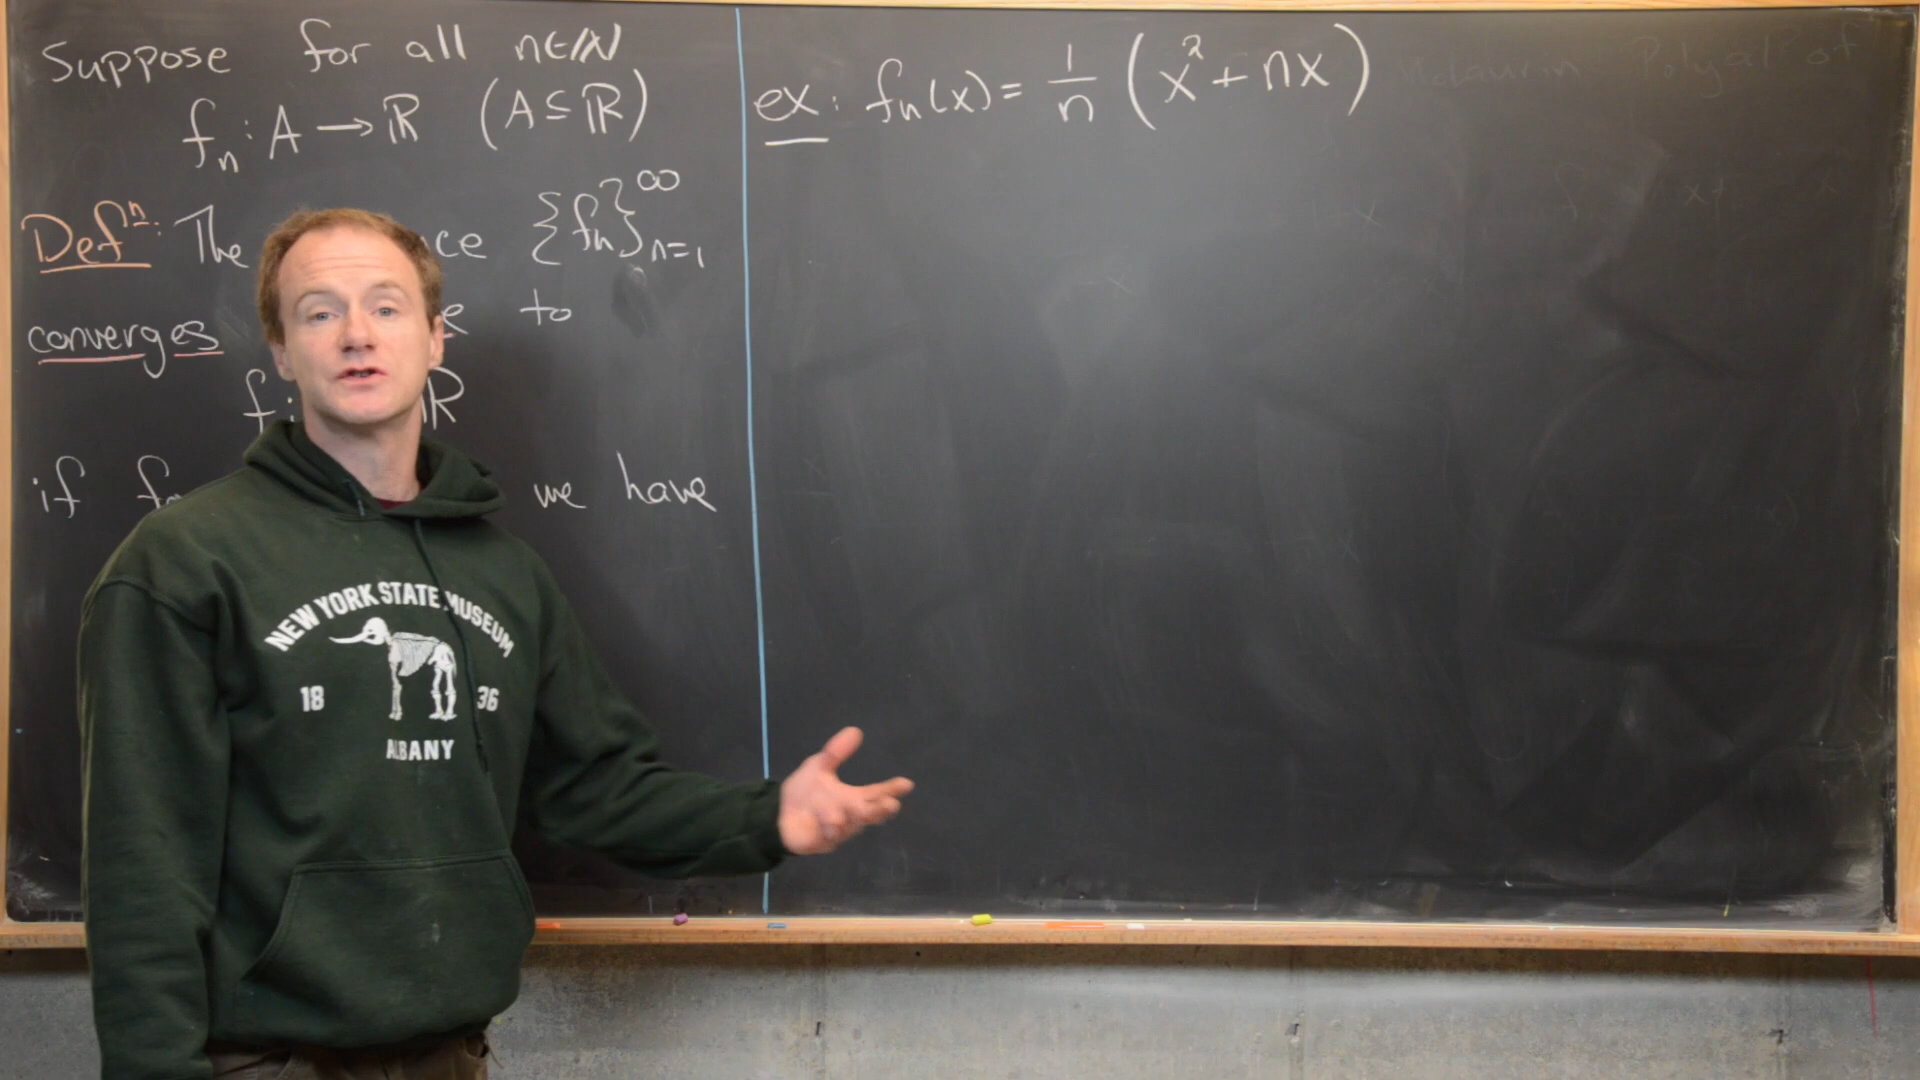 Suppose for all n∈ℕ
fₙ: A → ℝ (A ⊆ ℝ)
Defⁿ: The ce {fₙ}^∞_{n=1}
converges e to
f: ℝ
if we have
ex: fₙ(x) = 1/n (x² + nx)
NEW YORK STATE MUSEUM
18 36
ALBANY